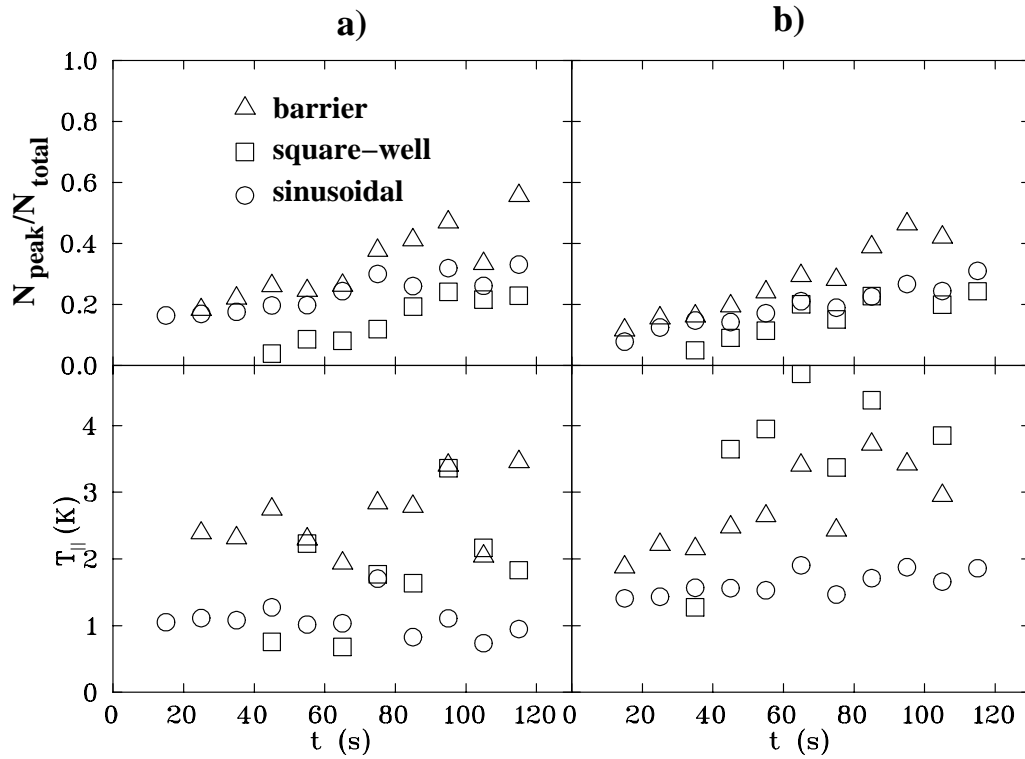 a) b)
1.0
0.8
0.6
0.4
0.2
0.0
N_peak/N_total
barrier
square−well
sinusoidal
4
3
2
1
0
T_|| (K)
0 20 40 60 80 100 120 0 20 40 60 80 100 120
t (s) t (s)